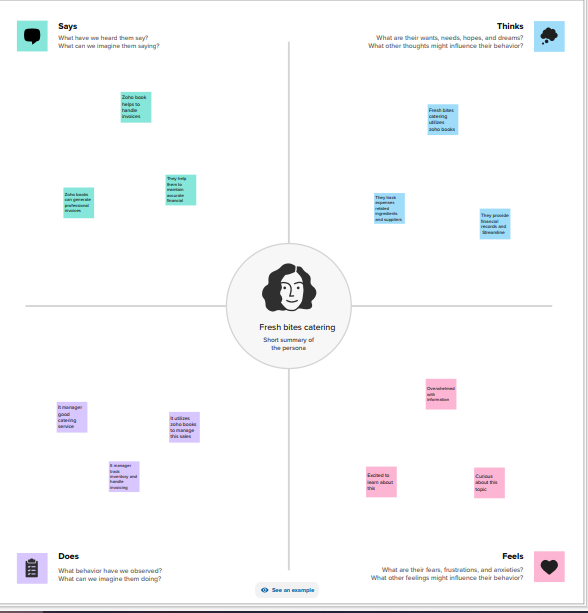 Says
What have we heard them say?
What can we imagine them saying?
Thinks
What are their wants, needs, hopes, and dreams?
What other thoughts might influence their behavior?
Zoho book
helps to
handle
invoices
They help
them to
maintain
accurate
financial
Zoho books
can generate
professional
invoices
Fresh bites
catering
utilizes
zoho books
They track
expenses
related
ingredients
and suppliers
They provide
financial
records and
Streamline
Fresh bites catering
Short summary of
the persona
It manager
good
catering
service
It utilizes
zoho books
to manage
this sales
It manager
track
inventory and
handle
invoicing
Overwhelmed
with
information
Excited to
learn about
this
Curious
about this
topic
Does
What behavior have we observed?
What can we imagine them doing?
Feels
What are their fears, frustrations, and anxieties?
What other feelings might influence their behavior?
See an example